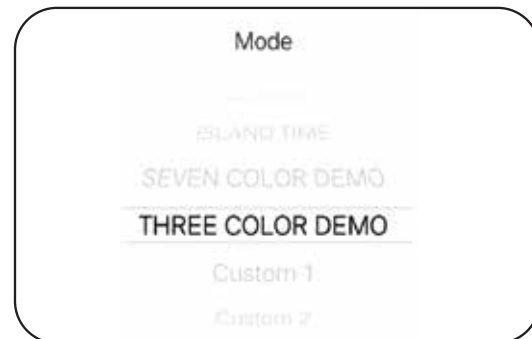 Mode
ISLAND TIME
SEVEN COLOR DEMO
THREE COLOR DEMO
Custom 1
Custom 2